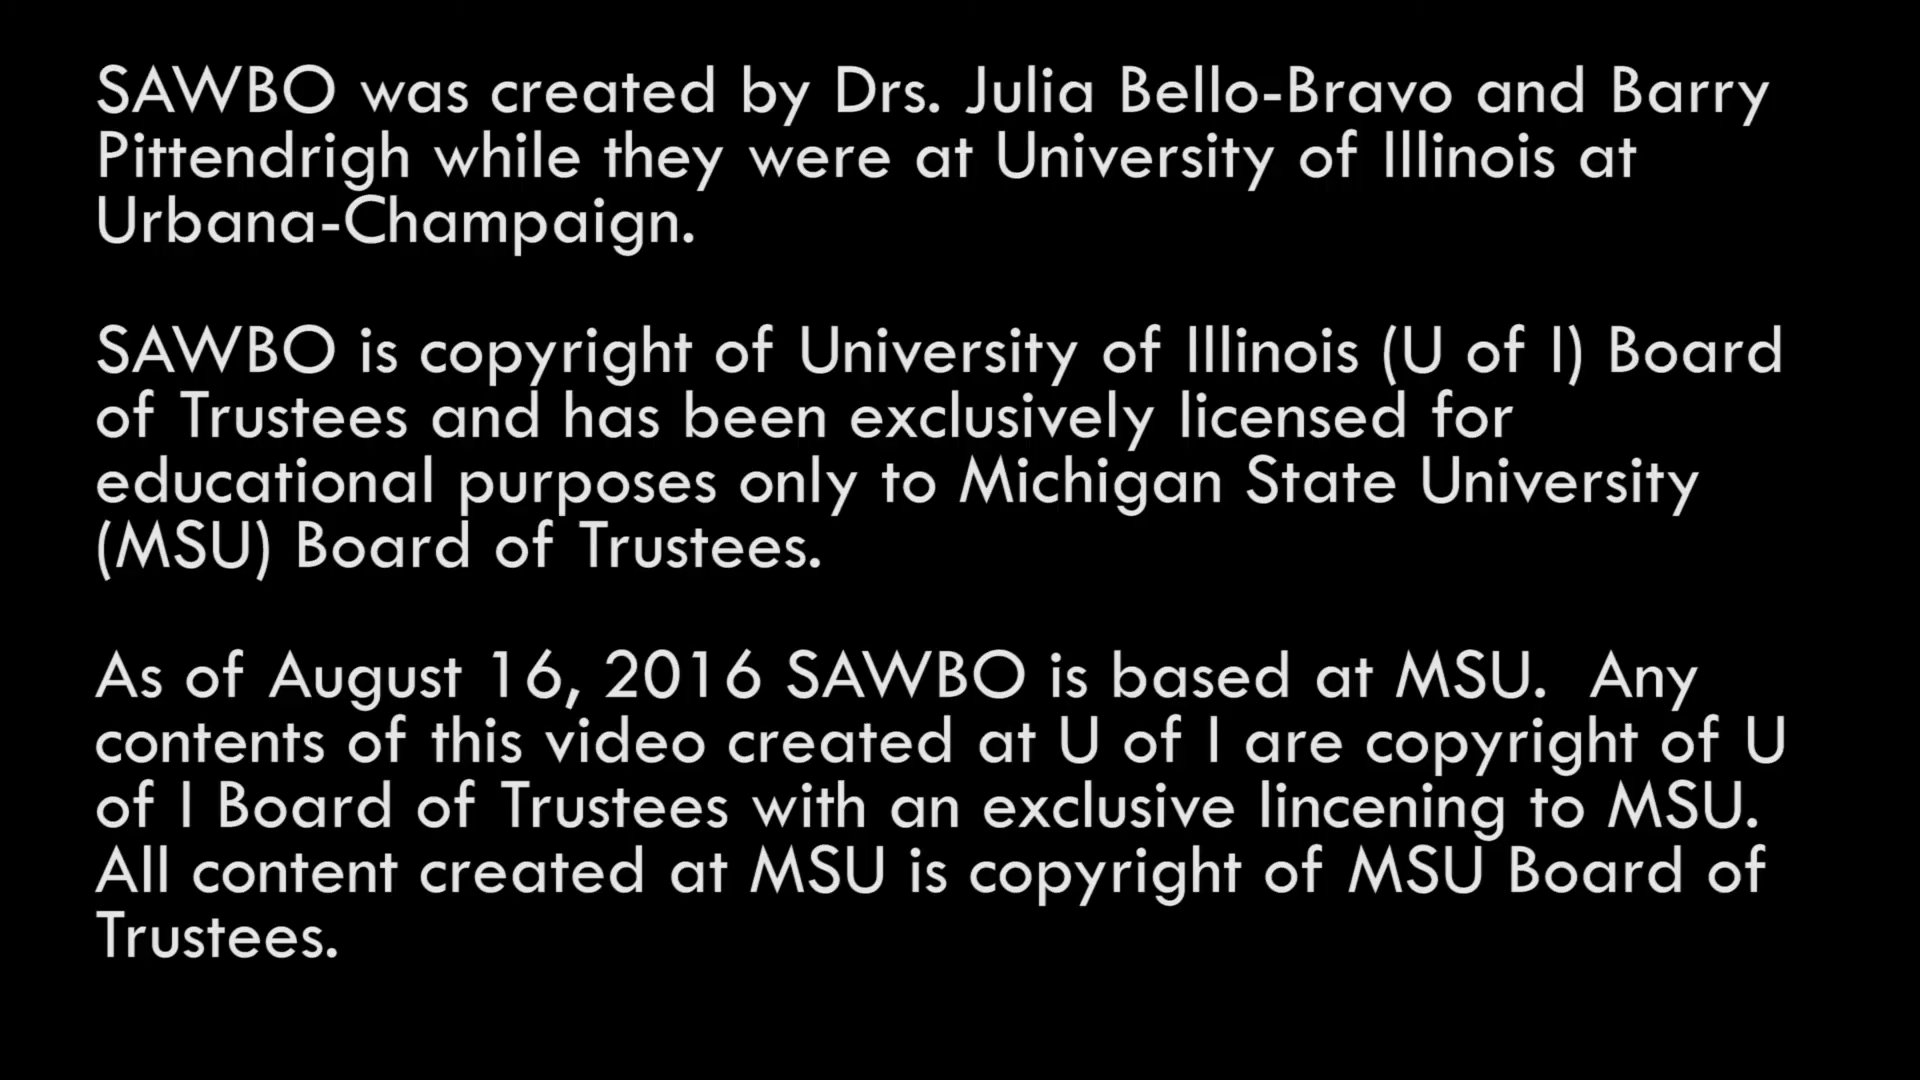 SAWBO was created by Drs. Julia Bello-Bravo and Barry
Pittendrigh while they were at University of Illinois at
Urbana-Champaign.
SAWBO is copyright of University of Illinois (U of I) Board
of Trustees and has been exclusively licensed for
educational purposes only to Michigan State University
(MSU) Board of Trustees.
As of August 16, 2016 SAWBO is based at MSU.  Any
contents of this video created at U of I are copyright of U
of I Board of Trustees with an exclusive lincening to MSU.
All content created at MSU is copyright of MSU Board of
Trustees.